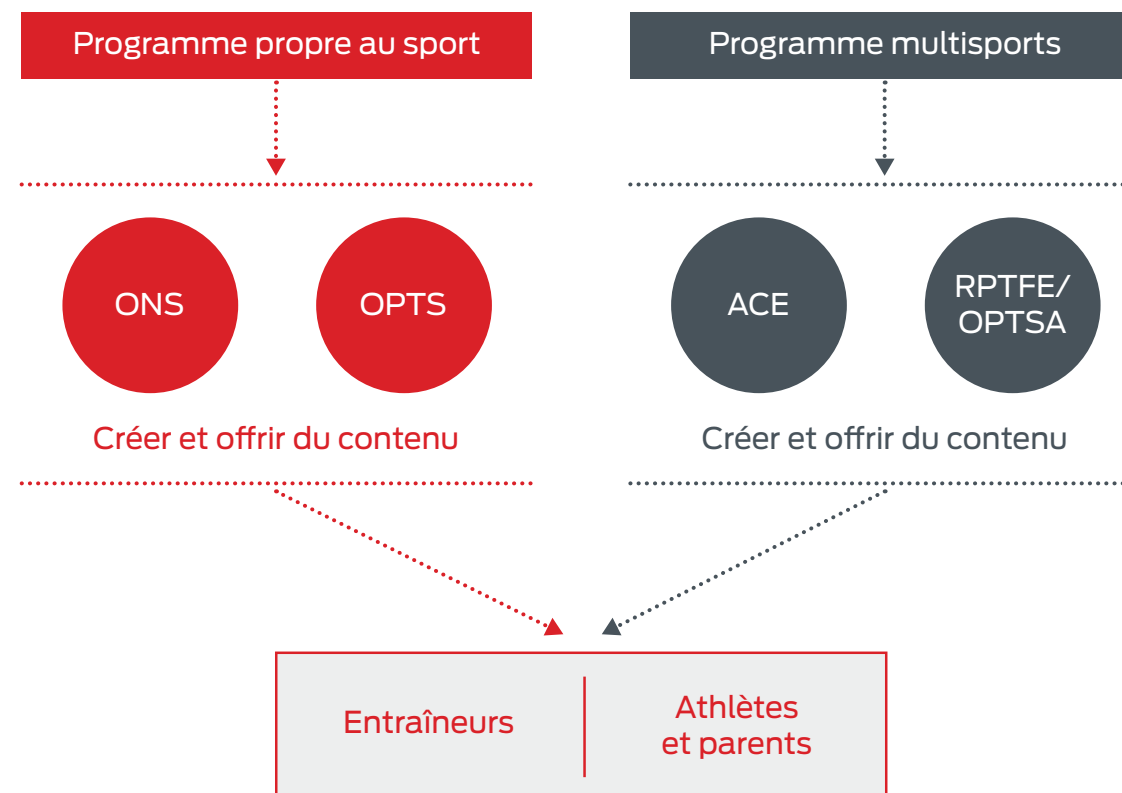 Programme propre au sport
Programme multisports
ONS
OPTS
ACE
RPTFE/
OPTSA
Créer et offrir du contenu
Créer et offrir du contenu
Entraîneurs
Athlètes
et parents